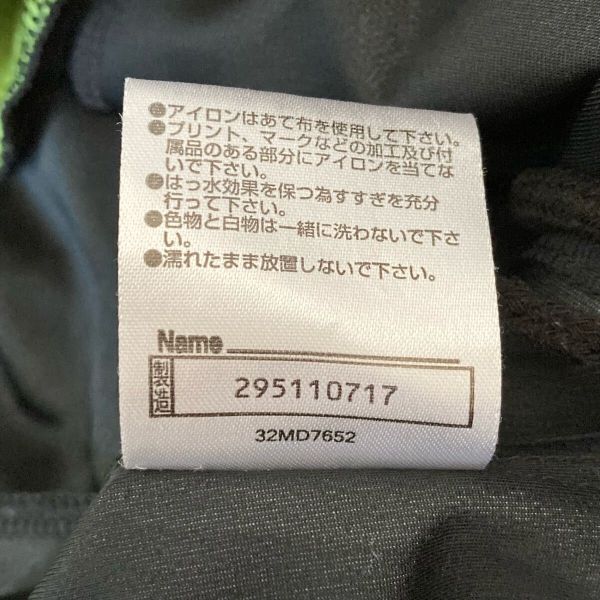 ●アイロンはあて布を使用して下さい。
●プリント、マークなどの加工及び付
属品のある部分にアイロンを当てな
いで下さい。
●はっ水効果を保つ為すすぎを充分
行って下さい。
●色物と白物は一緒に洗わないで下さ
い。
●濡れたまま放置しないで下さい。
Name
製造 295110717
32MD7652